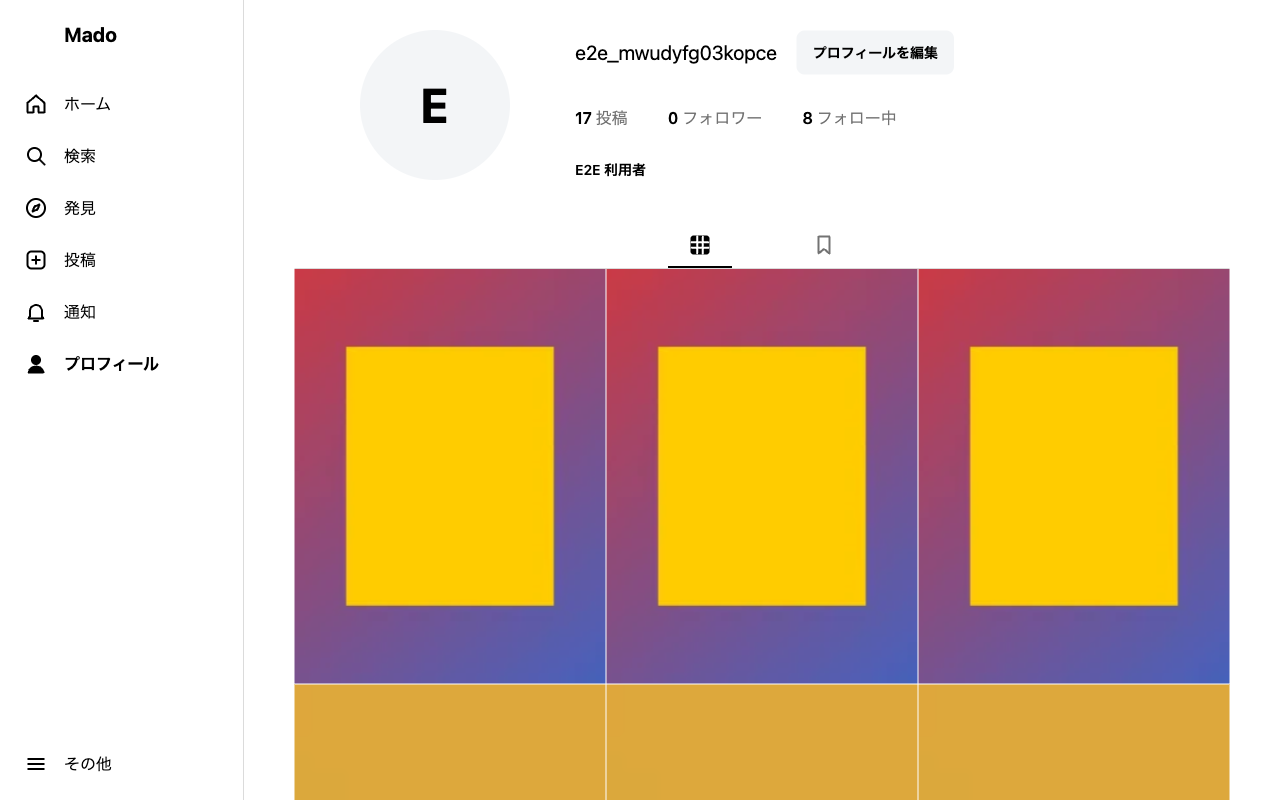 Mado
ホーム
検索
発見
投稿
通知
プロフィール
その他
E
e2e_mwudyfg03kopce
プロフィールを編集
17 投稿 0 フォロワー 8 フォロー中
E2E 利用者